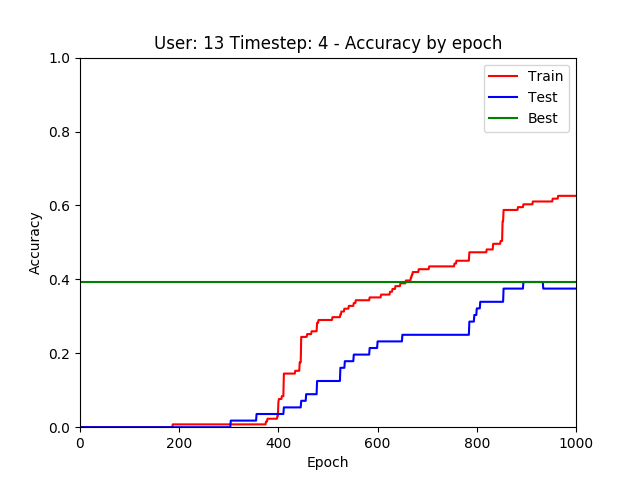 User: 13 Timestep: 4 - Accuracy by epoch
Train
Test
Best
1.0
0.8
0.6
0.4
0.2
0.0
Accuracy
0 200 400 600 800 1000
Epoch